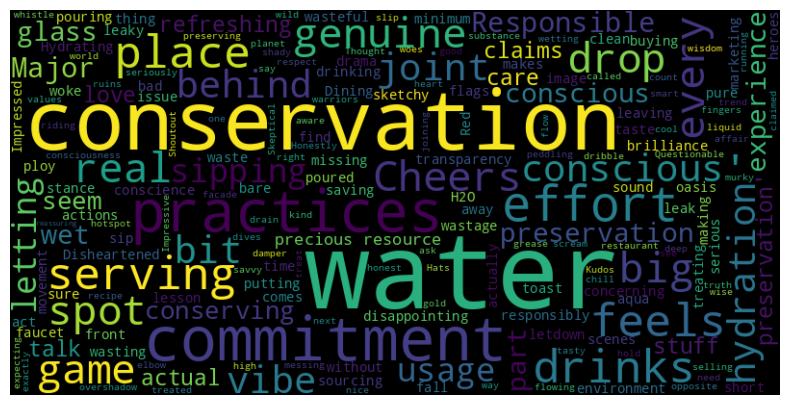 whistle
pouring
thing
wild
wasteful
slip
minimum
leaky
refreshing
Responsible
preserving
substance
wetting
good
glass
Hydrating
place
genuine
planet
clean
buying
wisdom
drop
every
claims
Major
world
shady
Thought
woes
makes
running
heroes
behind
joint
care
image
marketing
experience
seriously
say
respect
drama
called
count
smart
Impressed
woke
drinking
Dining
flags
ruins
heart
conscious
leaving
pure
trend
fingers
love
issue
bad
values
Shoutout
warriors
sketchy
Red
flow
cool
claimed
conservation
taste
liquid
affair
riding
one
aware
Skeptical
brilliance
consciousness
real
sipping
Honestly
find
joining
dribble
Questionable
ploy
waste
right
missing
transparency
peddling
murky
Cheers
conscious
sound
oasis
stance
conscience
bare
poured
saving
seem
facade
actions
H2O
effort
leak
reassuring
hotspot
practices
kind
away
making
letting
wet
sip
Impressive
drain
wastage
preservation
serious
bit
precious resource
hydration
-
Disheartened
dives
ask
grease
scream
restaurant
deep
damper
Hats
Kudos
chill
truth
serving
savvy
time
honest
actually
big
treating
movement
sure
recipe
lesson
putting
gold
toast
concerning
wise
water
preservation
spot
conserving
comes
disappointing
aqua
act
faucet
front
treat
responsibly
feels
expecting
exactly
talk
wasting
commitment
next
letdown
scenes
stuff
tasty
hold
part
game
actual
elbow
high
messing
without
usage
environment
selling
need
vibe
sourcing
fall
drinks
flowing
opposite
overshadow
treated
nice
way
short